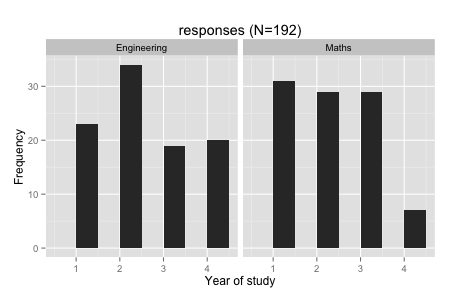 responses (N=192)
Engineering Maths
30
20
10
0
Frequency
1 2 3 4 1 2 3 4
Year of study